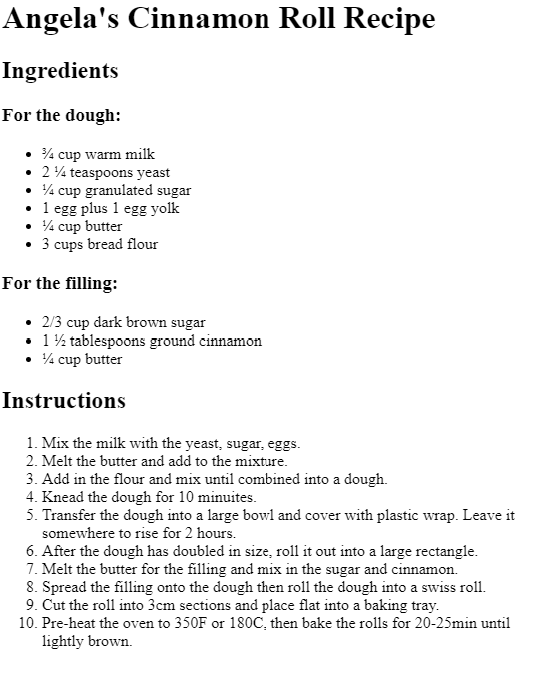 Angela's Cinnamon Roll Recipe
Ingredients
For the dough:
• ¾ cup warm milk
• 2 ¼ teaspoons yeast
• ¼ cup granulated sugar
• 1 egg plus 1 egg yolk
• ¼ cup butter
• 3 cups bread flour
For the filling:
• 2/3 cup dark brown sugar
• 1 ½ tablespoons ground cinnamon
• ¼ cup butter
Instructions
1. Mix the milk with the yeast, sugar, eggs.
2. Melt the butter and add to the mixture.
3. Add in the flour and mix until combined into a dough.
4. Knead the dough for 10 minuites.
5. Transfer the dough into a large bowl and cover with plastic wrap. Leave it
somewhere to rise for 2 hours.
6. After the dough has doubled in size, roll it out into a large rectangle.
7. Melt the butter for the filling and mix in the sugar and cinnamon.
8. Spread the filling onto the dough then roll the dough into a swiss roll.
9. Cut the roll into 3cm sections and place flat into a baking tray.
10. Pre-heat the oven to 350F or 180C, then bake the rolls for 20-25min until
lightly brown.